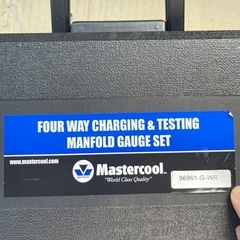 FOUR WAY CHARGING & TESTING
MANFOLD GAUGE SET
www.mastercool.com
Mastercool
"World Class Quality"
86961-G-WR